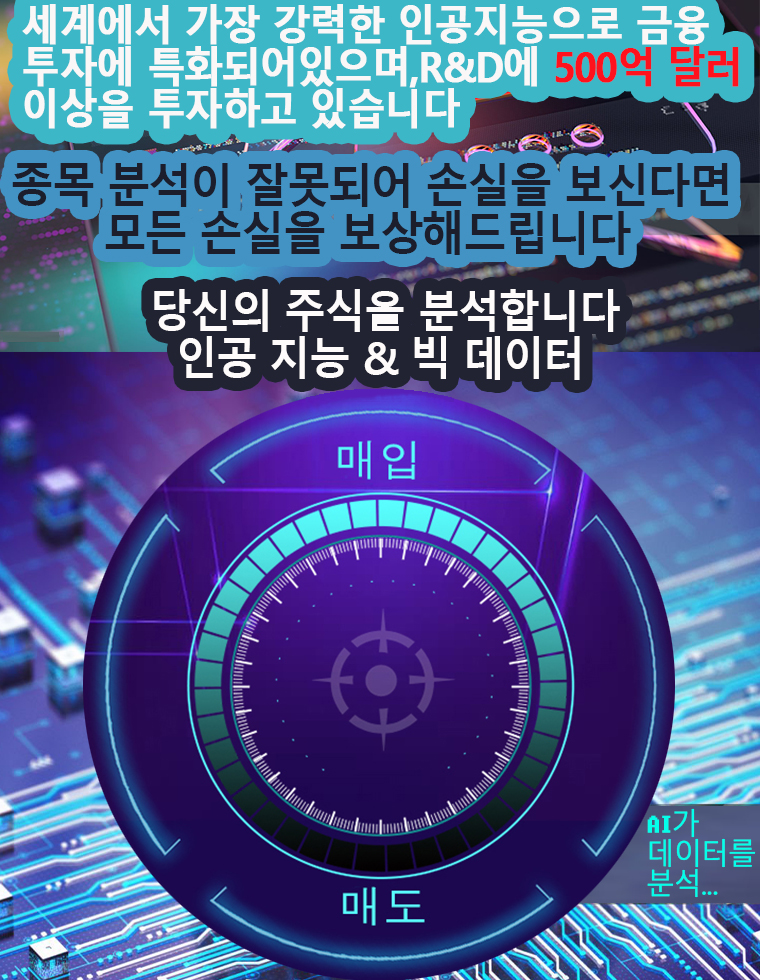 세계에서 가장 강력한 인공지능으로 금융
투자에 특화되어있으며,R&D에 500억 달러
이상을 투자하고 있습니다
종목 분석이 잘못되어 손실을 보신다면
모든 손실을 보상해드립니다
당신의 주식을 분석합니다
인공 지능 & 빅 데이터
매입
AI가
데이터를
분석...
매도